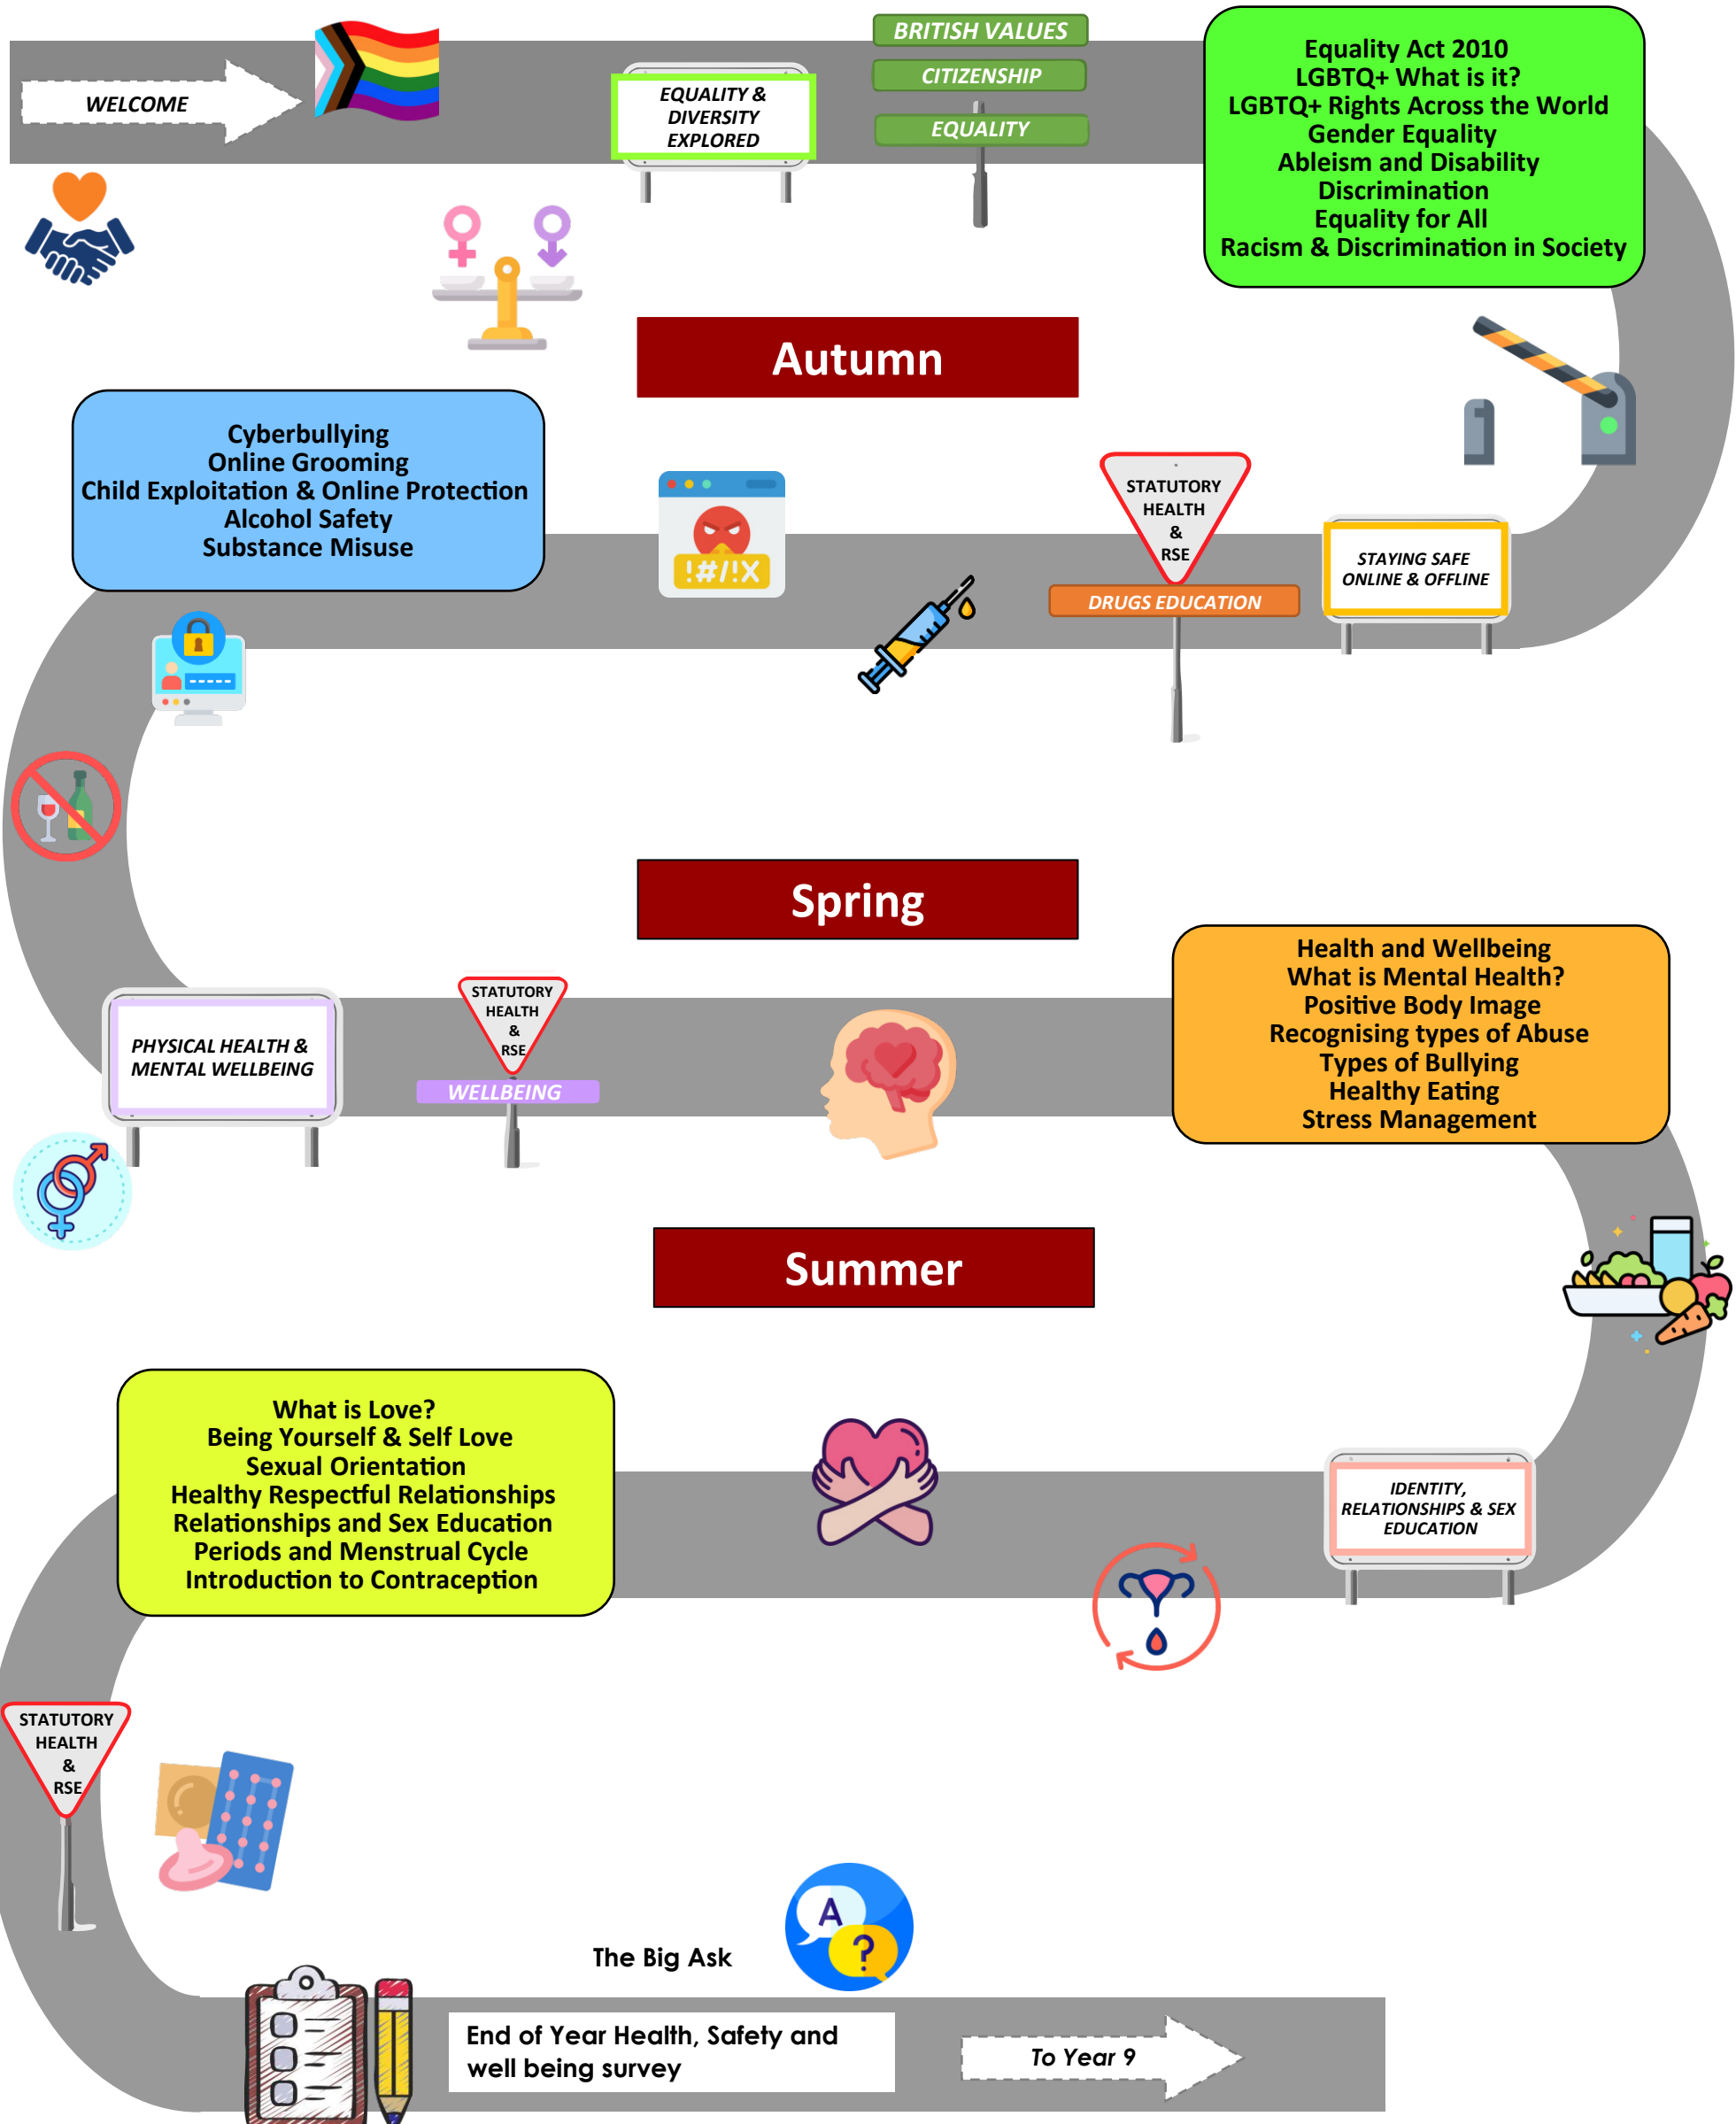 WELCOME
EQUALITY &
DIVERSITY
EXPLORED
BRITISH VALUES
CITIZENSHIP
EQUALITY
Equality Act 2010
LGBTQ+ What is it?
LGBTQ+ Rights Across the World
Gender Equality
Ableism and Disability
Discrimination
Equality for All
Racism & Discrimination in Society
Autumn
STAYING SAFE
ONLINE & OFFLINE
STATUTORY
HEALTH
&
RSE
DRUGS EDUCATION
!#/!X
Cyberbullying
Online Grooming
Child Exploitation & Online Protection
Alcohol Safety
Substance Misuse
Spring
PHYSICAL HEALTH &
MENTAL WELLBEING
STATUTORY
HEALTH
&
RSE
WELLBEING
Health and Wellbeing
What is Mental Health?
Positive Body Image
Recognising types of Abuse
Types of Bullying
Healthy Eating
Stress Management
Summer
IDENTITY,
RELATIONSHIPS & SEX
EDUCATION
What is Love?
Being Yourself & Self Love
Sexual Orientation
Healthy Respectful Relationships
Relationships and Sex Education
Periods and Menstrual Cycle
Introduction to Contraception
STATUTORY
HEALTH
&
RSE
The Big Ask
A
?
End of Year Health, Safety and
well being survey
To Year 9